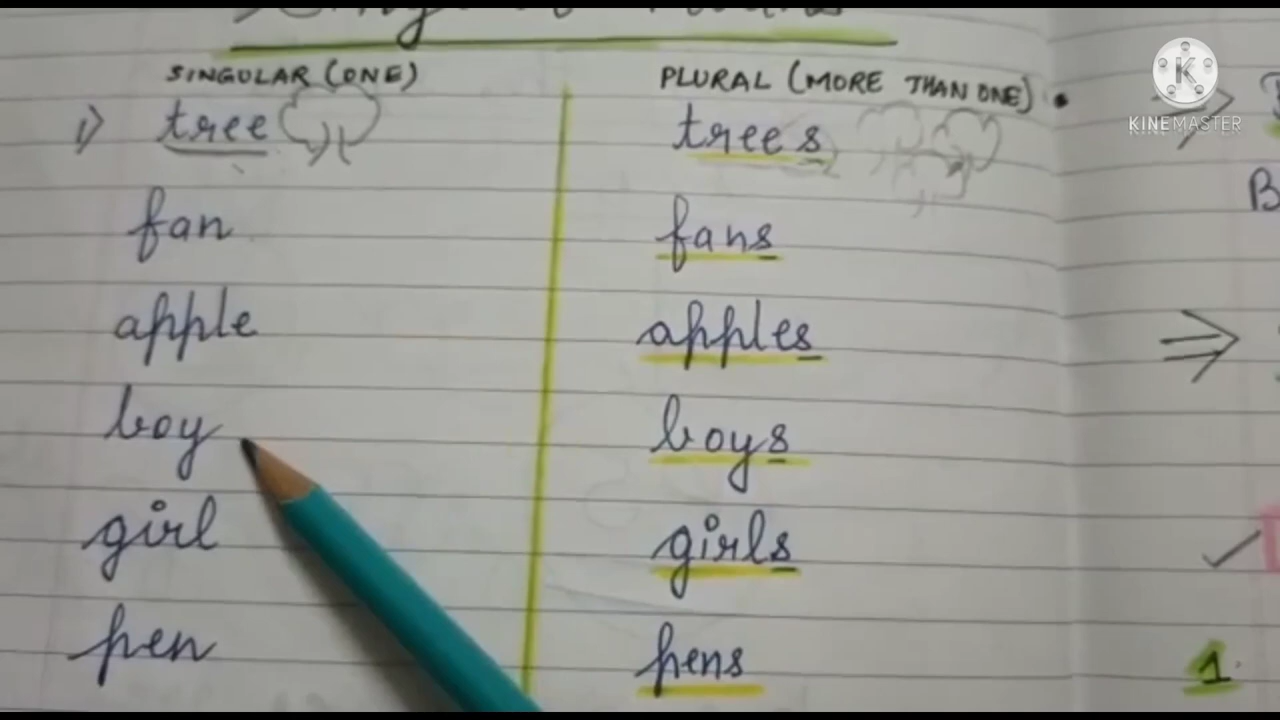 SINGULAR (ONE) PLURAL (MORE THAN ONE)
1) tree trees
fan fans
apple apples
boy boys
girl girls
pen pens
K
KINEMASTER
B
1.